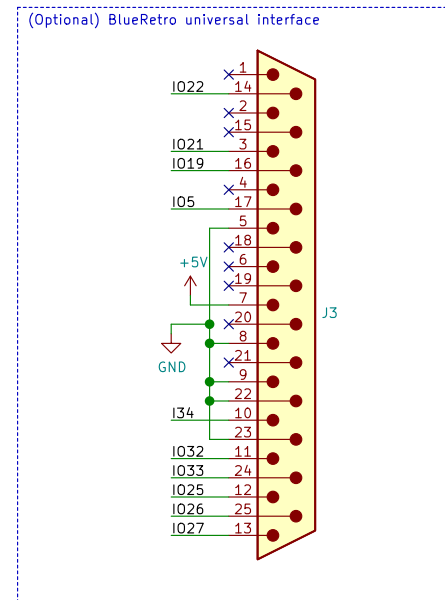 (Optional) BlueRetro universal interface
1
IO22 14
2
15
IO21 3
IO19 16
4
IO5 17
5
18
+5V 6
19
7
J3
20
8
GND 21
9
22
I34 10
23
IO32 11
IO33 24
IO25 12
IO26 25
IO27 13